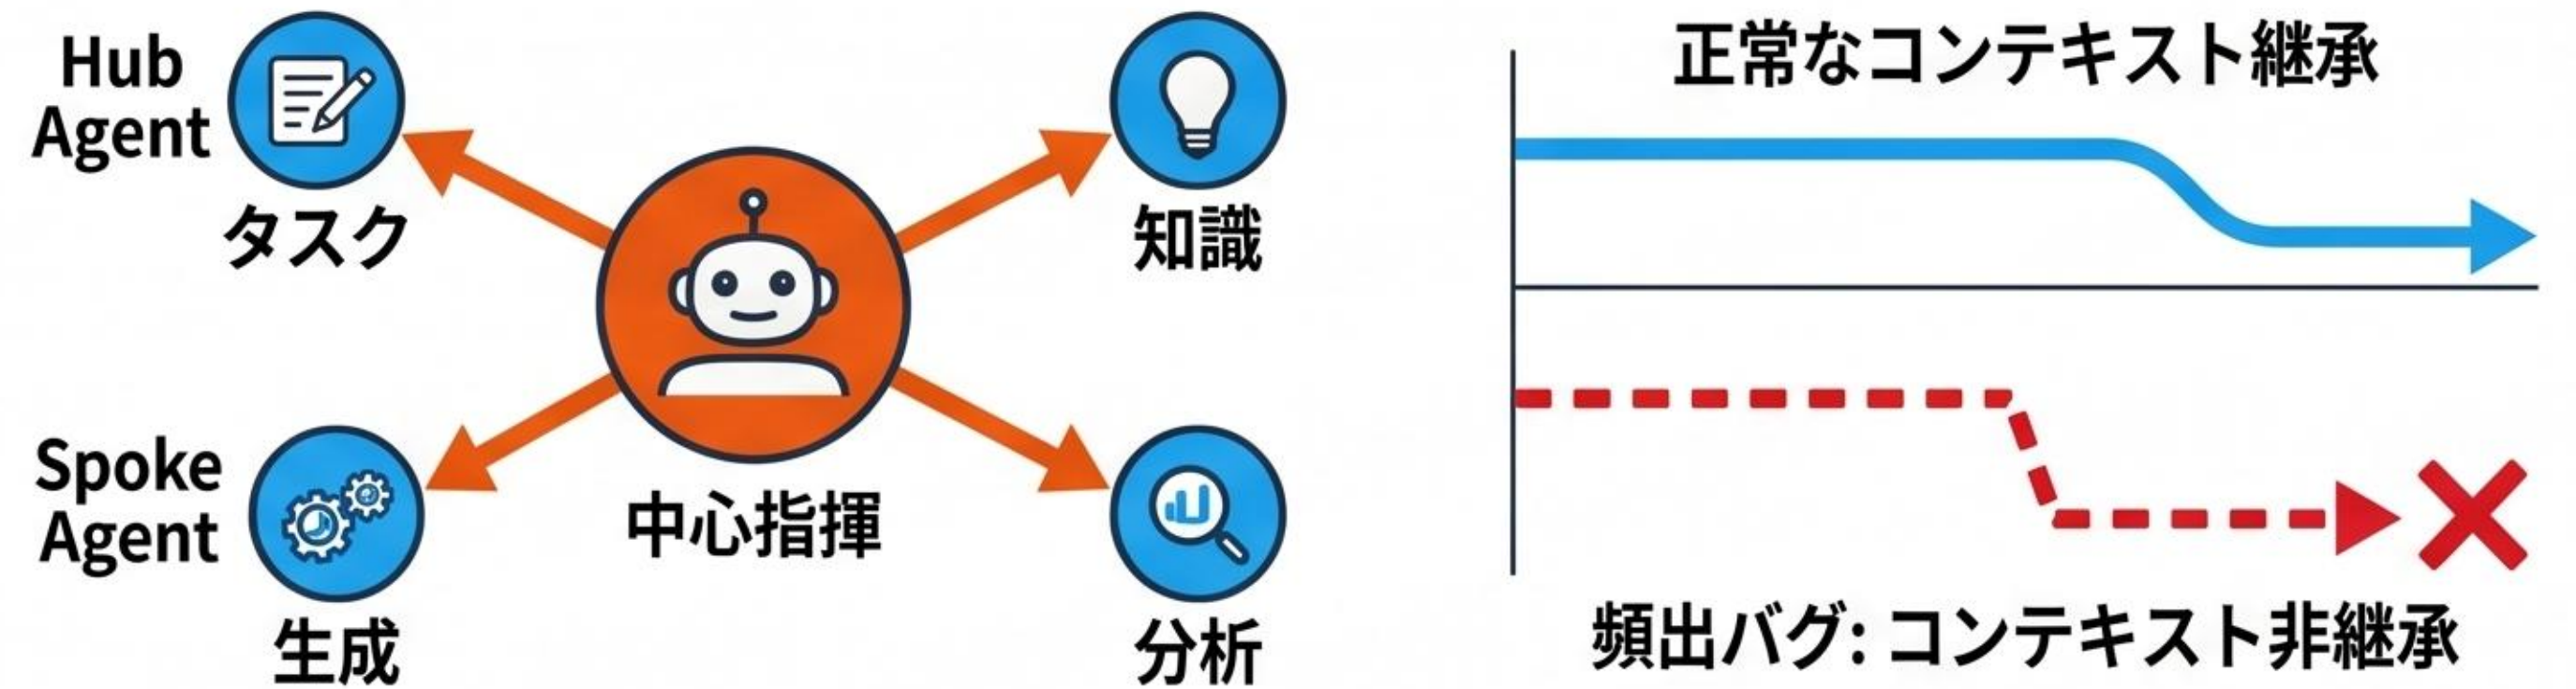 Hub
Agent
タスク
知識
Spoke
Agent
中心指揮
生成
分析
正常なコンテキスト継承
頻出バグ: コンテキスト非継承